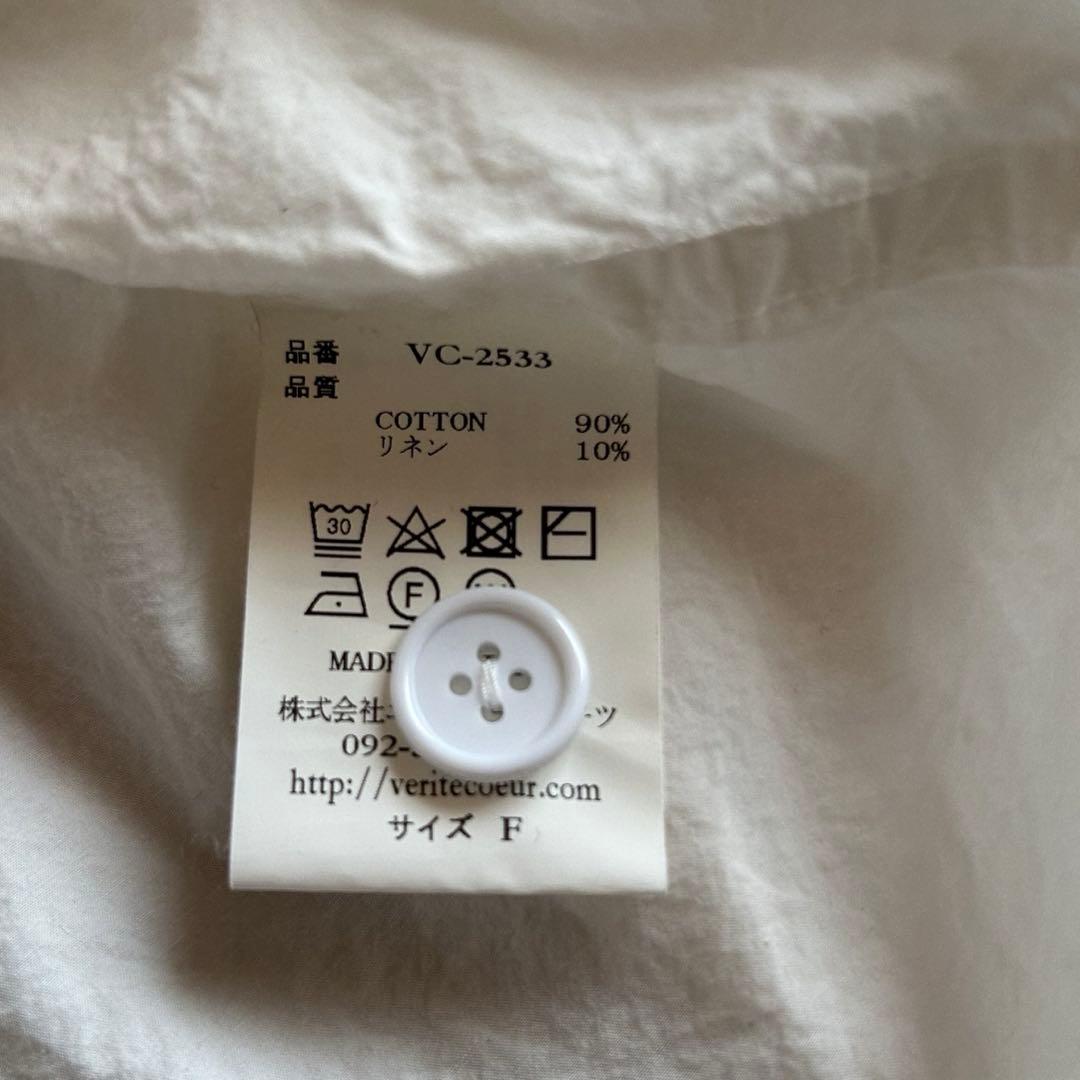 品番 VC-2533
品質
COTTON 90%
リネン 10%
30
F
株式会社
092-
http://veritecoeur.com
サイズ F